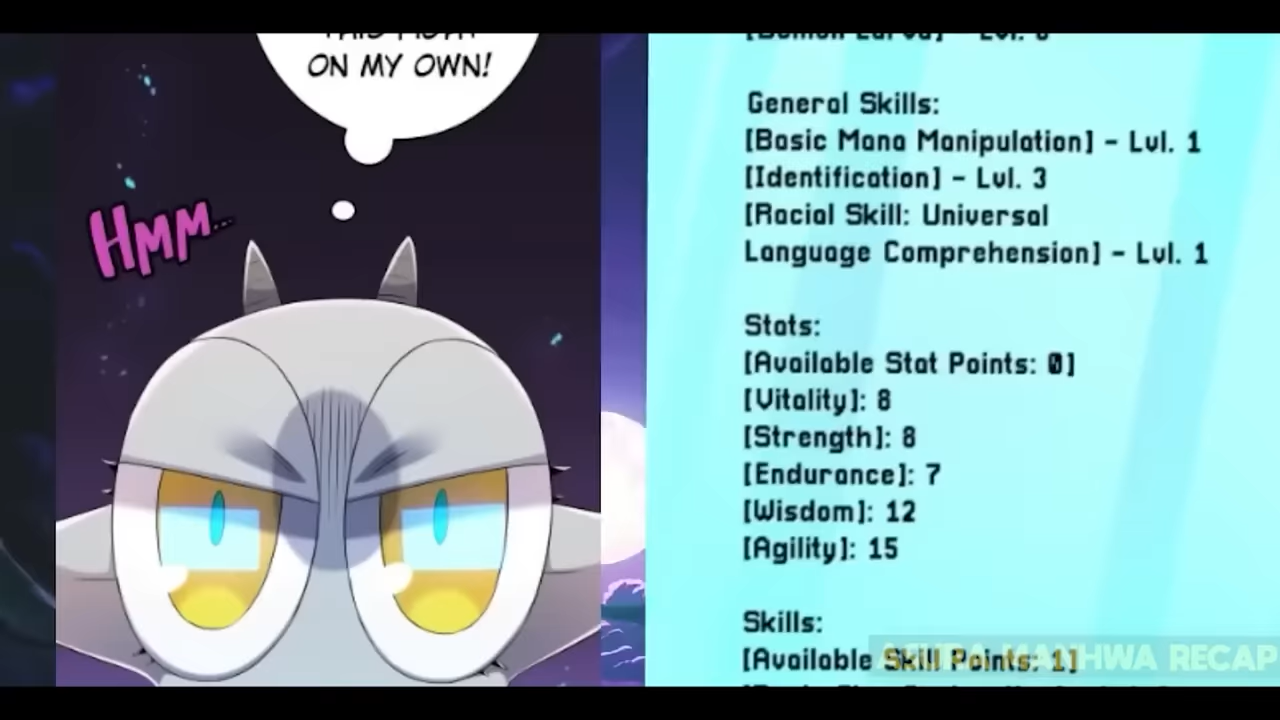 ON MY OWN!
HMM...
General Skills:
[Basic Mana Manipulation] - Lvl. 1
[Identification] - Lvl. 3
[Racial Skill: Universal
Language Comprehension] - Lvl. 1
Stats:
[Available Stat Points: 0]
[Vitality]: 8
[Strength]: 8
[Endurance]: 7
[Wisdom]: 12
[Agility]: 15
Skills:
[Available Skill Points: 1]
MANHWA RECAP